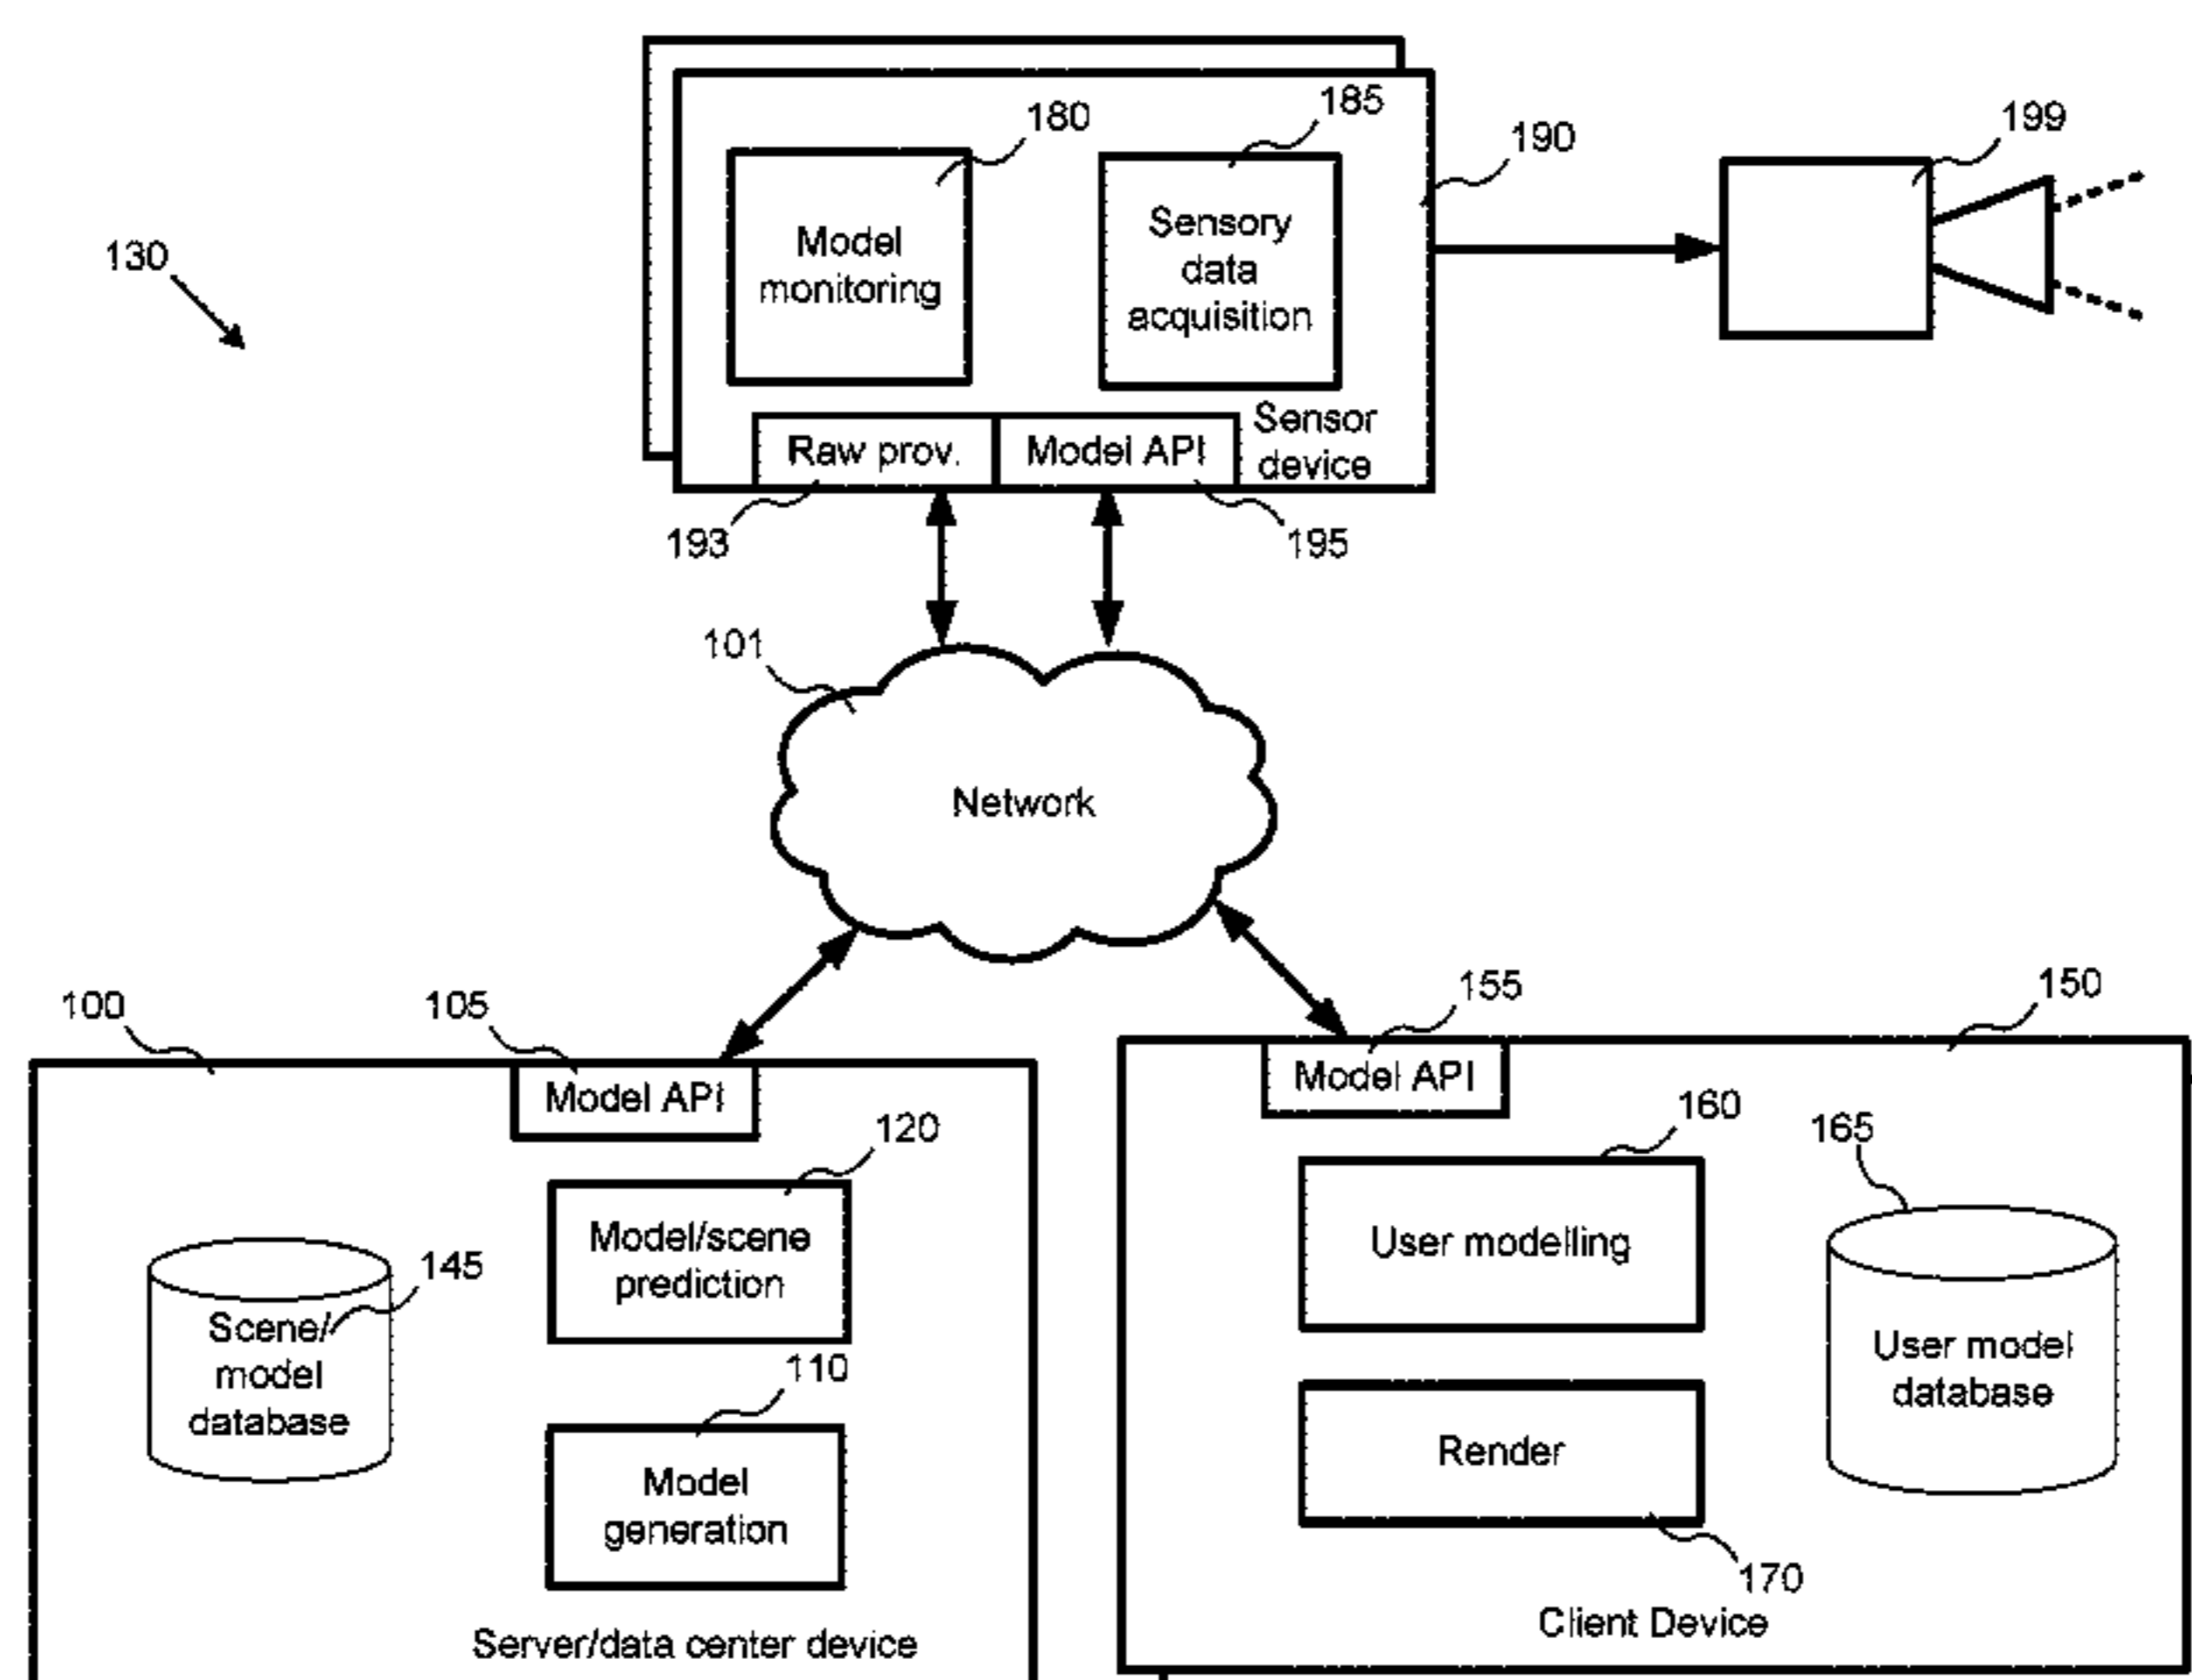 180
185
190
199
130
Model
monitoring
Sensory
data
acquisition
Raw prov.
Model API
Sensor
device
193
195
101
Network
100
105
155
150
Model API
Model API
120
160
165
Model/scene
prediction
145
Scene/
model
database
110
Model
generation
Server/data center device
User modelling
User model
database
Render
170
Client Device